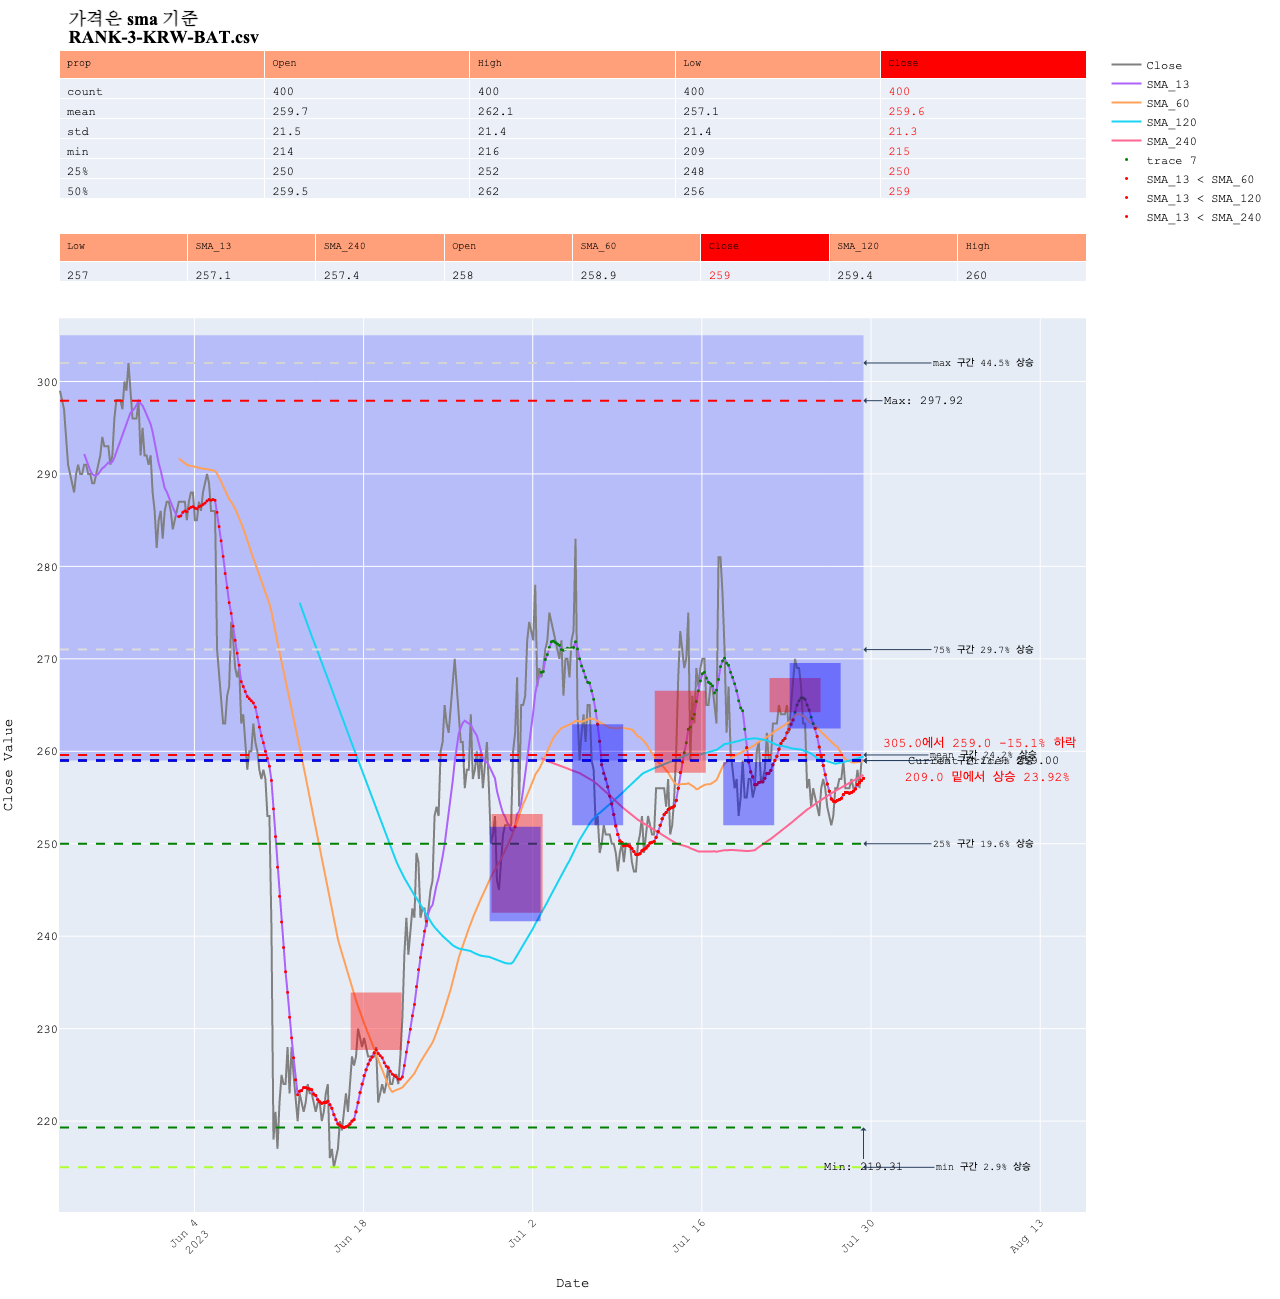 가격은 sma 기준
RANK-3-KRW-BAT.csv
prop Open High Low Close
count 400 400 400 400
mean 259.7 262.1 257.1 259.6
std 21.5 21.4 21.4 21.3
min 214 216 209 215
25% 250 252 248 250
50% 259.5 262 256 259
Low SMA_13 SMA_240 Open SMA_60 Close SMA_120 High
257 257.1 257.4 258 258.9 259 259.4 260
Close
SMA_13
SMA_60
SMA_120
SMA_240
trace 7
SMA_13 < SMA_60
SMA_13 < SMA_120
SMA_13 < SMA_240
max 구간 44.5% 상승
Max: 297.92
75% 구간 29.7% 상승
305.0에서 259.0 -15.1% 하락
mean 구간 24.2% 상승
209.0 밑에서 상승 23.92%
25% 구간 19.6% 상승
Min: 219.31
min 구간 2.9% 상승
300
290
280
270
260
250
240
230
220
Close Value
Jun 4
2023
Jun 18
Jul 2
Jul 16
Jul 30
Aug 13
Date